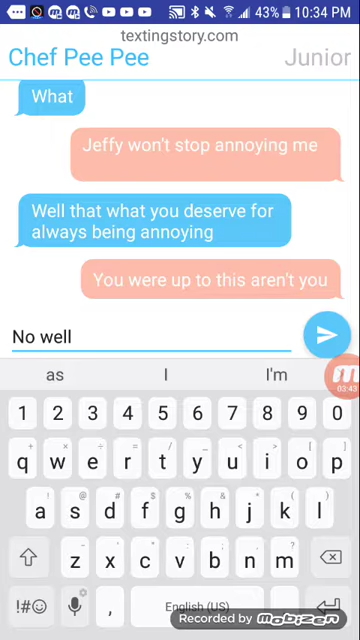 43% 10:34 PM
textingstory.com
Chef Pee Pee Junior
What
Jeffy won't stop annoying me
Well that what you deserve for
always being annoying
You were up to this aren't you
No well
as I I'm
03:43
1 2 3 4 5 6 7 8 9 0
+ × ÷ = / _ < > [ ]
q w e r t y u i o p
! @ # $ % ^ & * ( )
a s d f g h j k l
- ' " : ; , ?
z x c v b n m
!#☺ , English (US) .
Recorded by Mobizen